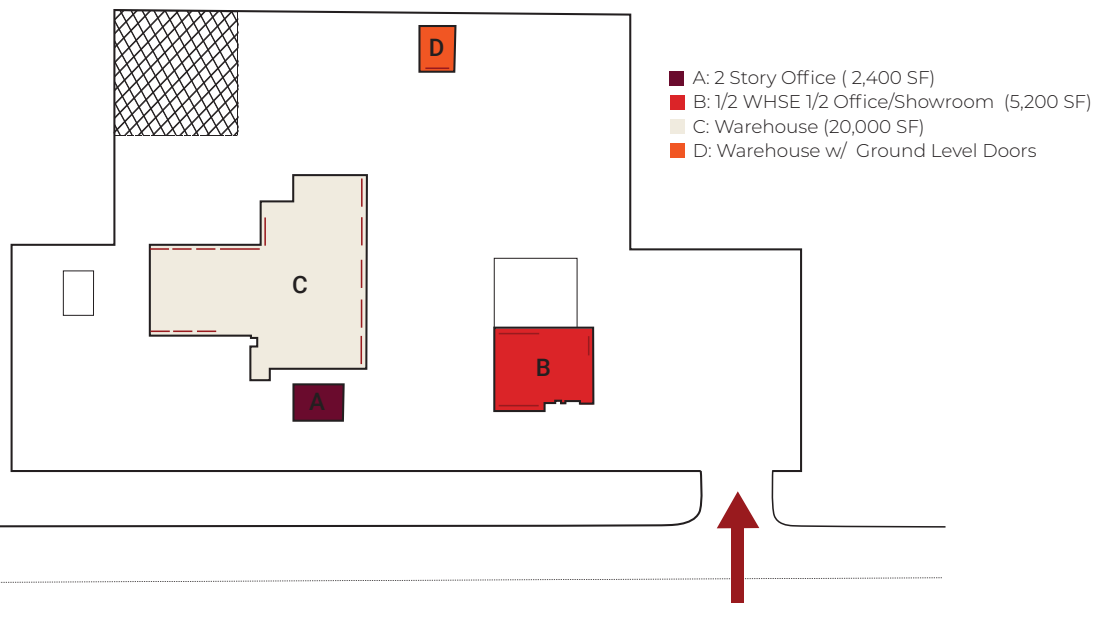 D
A: 2 Story Office ( 2,400 SF)
B: 1/2 WHSE 1/2 Office/Showroom (5,200 SF)
C: Warehouse (20,000 SF)
D: Warehouse w/ Ground Level Doors
C
B
A